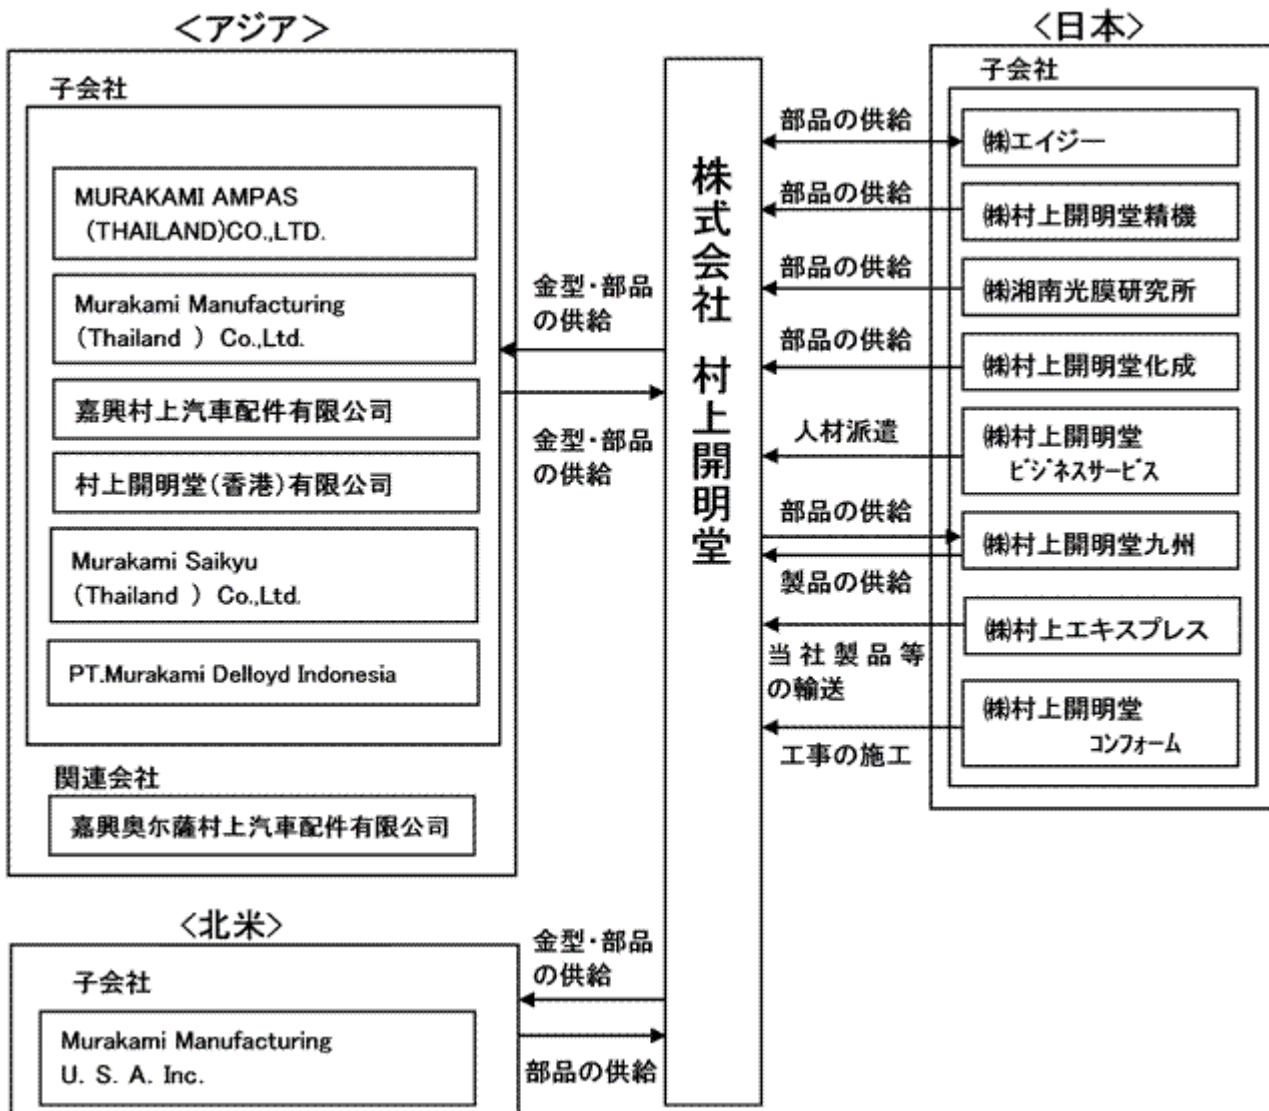 <アジア>
子会社
MURAKAMI AMPAS
(THAILAND)CO.,LTD.
Murakami Manufacturing
(Thailand ) Co.,Ltd.
嘉興村上汽車配件有限公司
村上開明堂(香港)有限公司
Murakami Saikyu
(Thailand ) Co.,Ltd.
PT.Murakami Delloyd Indonesia
関連会社
嘉興奥尓薩村上汽車配件有限公司
<北米>
子会社
Murakami Manufacturing
U. S. A. Inc.
金型・部品
の供給
金型・部品
の供給
金型・部品
の供給
部品の供給
株式会社 村上開明堂
部品の供給
部品の供給
部品の供給
部品の供給
人材派遣
部品の供給
製品の供給
当社製品等
の輸送
工事の施工
<日本>
子会社
㈱エイジー
㈱村上開明堂精機
㈱湘南光膜研究所
㈱村上開明堂化成
㈱村上開明堂
ビジネスサービス
㈱村上開明堂九州
㈱村上エキスプレス
㈱村上開明堂
コンフォーム